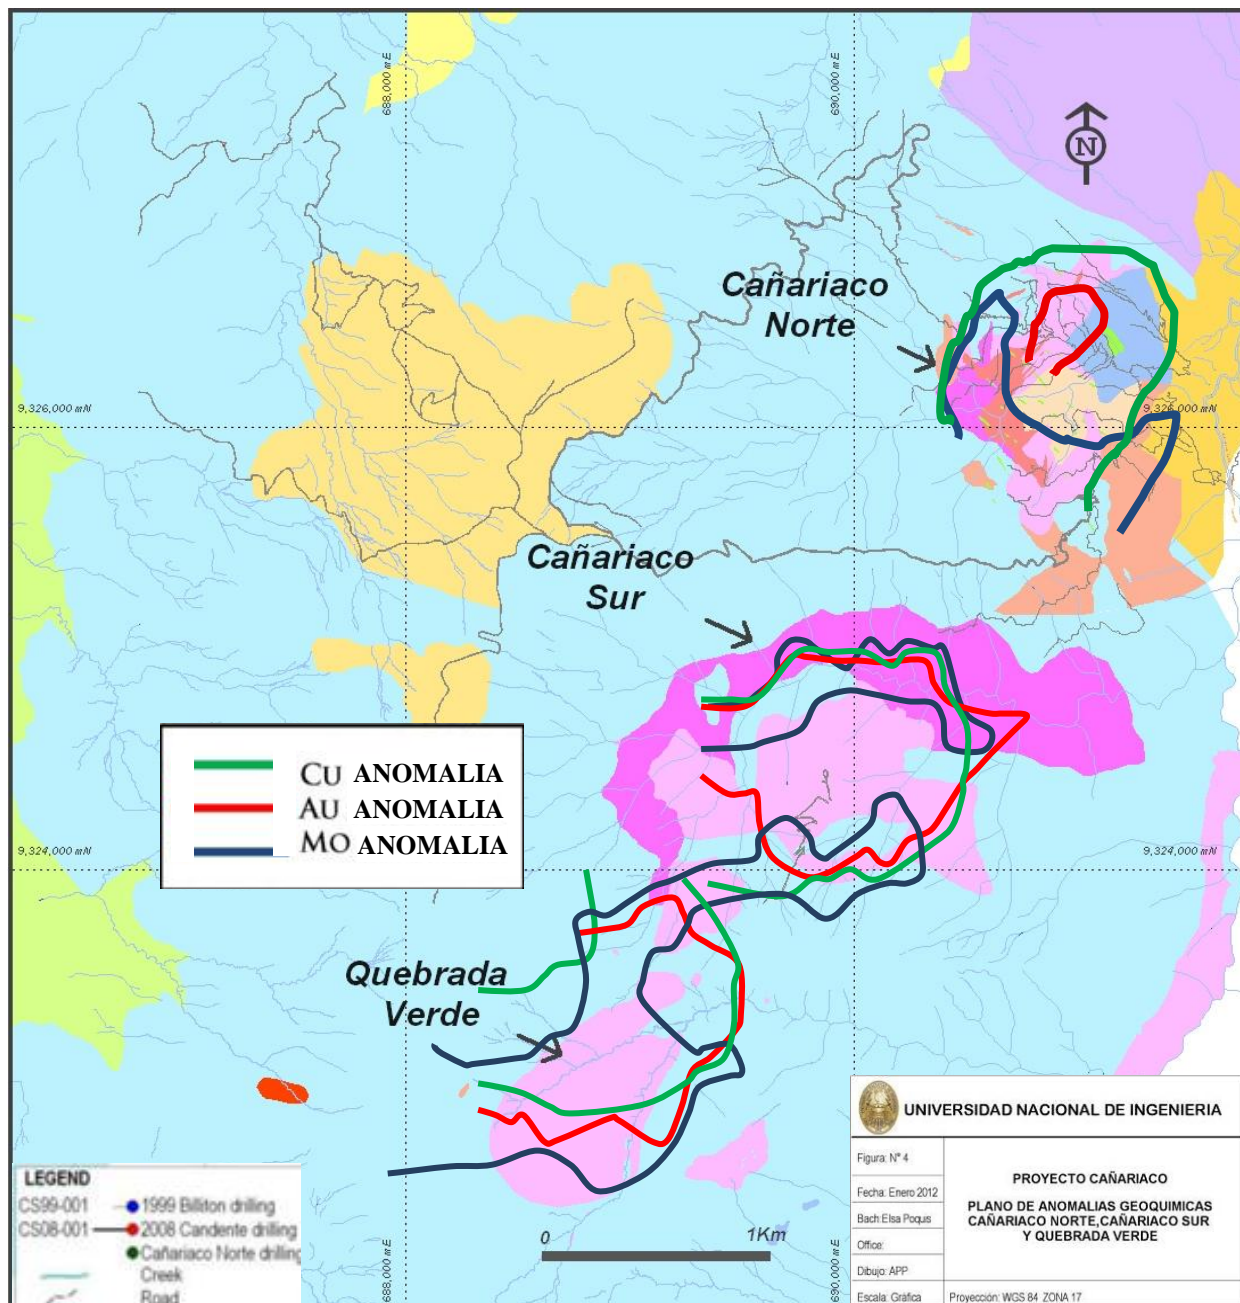 688,000 mE
690,000 mE
N
Cañariaco
Norte
9,326,000 mN
9,326,000 mN
Cañariaco
Sur
Cu ANOMALIA
Au ANOMALIA
Mo ANOMALIA
9,324,000 mN
9,324,000 mN
Quebrada
Verde
LEGEND
CS99-001 1999 Billiton drilling
CS08-001 2008 Candente drilling
Cañariaco Norte drilling
Creek
Road
688,000 mE
0 1Km
690,000 mE
UNIVERSIDAD NACIONAL DE INGENIERIA
Figura: N° 4
Fecha: Enero 2012
Bach:Elsa Poquis
Office:
Dibujo: APP
Escala: Gráfica
PROYECTO CAÑARIACO
PLANO DE ANOMALIAS GEOQUIMICAS
CAÑARIACO NORTE,CAÑARIACO SUR
Y QUEBRADA VERDE
Proyección: WGS 84 ZONA 17